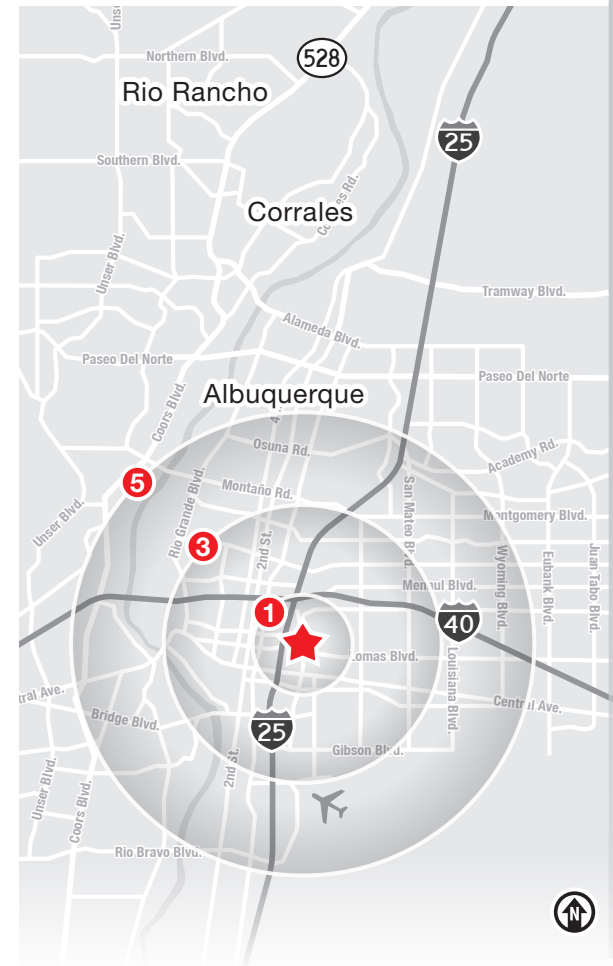 Uns
Northern Blvd.
528
Rio Rancho
25
Southern Blvd.
Corrales
Unser Blvd.
Tramway Blvd.
Alameda Blvd.
Paseo Del Norte
Paseo Del Norte
Albuquerque
Coors Blvd.
Osuna Rd.
Academy Rd.
5
Montaño Rd.
San Mateo Blvd.
Montgomery Blvd.
Unser Blvd.
Rio Grande Blvd.
3
2nd St.
Wyoming Blvd.
Eubank Blvd.
Juan Tabo Blvd.
Menaul Blvd.
1
40
Lomas Blvd.
Louisiana Blvd.
tral Ave.
Central Ave.
Bridge Blvd.
25
2nd St.
Gibson Blvd.
Unser Blvd.
Coors Blvd.
Rio Bravo Blvd.
N